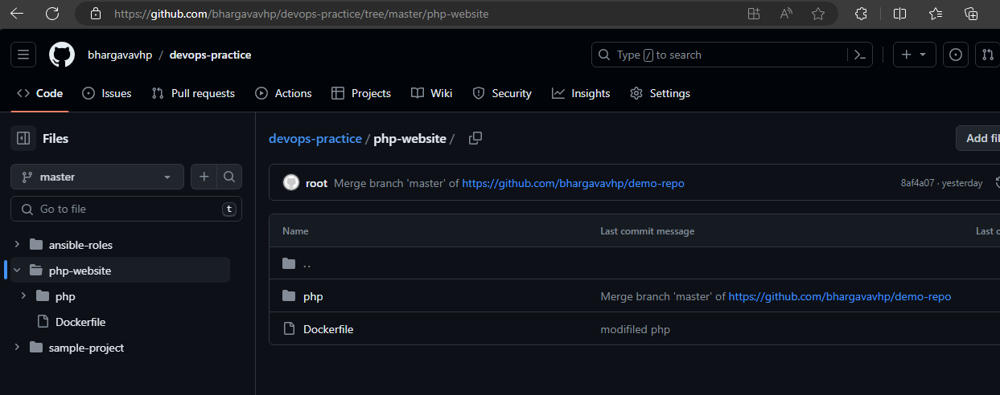 https://github.com/bhargavavhp/devops-practice/tree/master/php-website
bhargavavhp / devops-practice
Type / to search
Code Issues Pull requests Actions Projects Wiki Security Insights Settings
Files
devops-practice / php-website /
Add fil
master
root Merge branch 'master' of https://github.com/bhargavavhp/demo-repo
8af4a07 · yesterday
Go to file t
Name Last commit message Last c
ansible-roles
..
php-website
php
php Merge branch 'master' of https://github.com/bhargavavhp/demo-repo
Dockerfile
Dockerfile modifiled php
sample-project